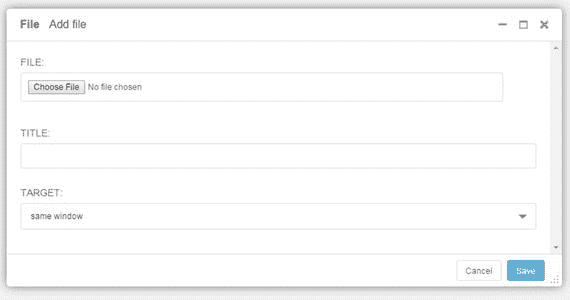 File Add file
FILE:
Choose File No file chosen
TITLE:
TARGET:
same window
Cancel Save